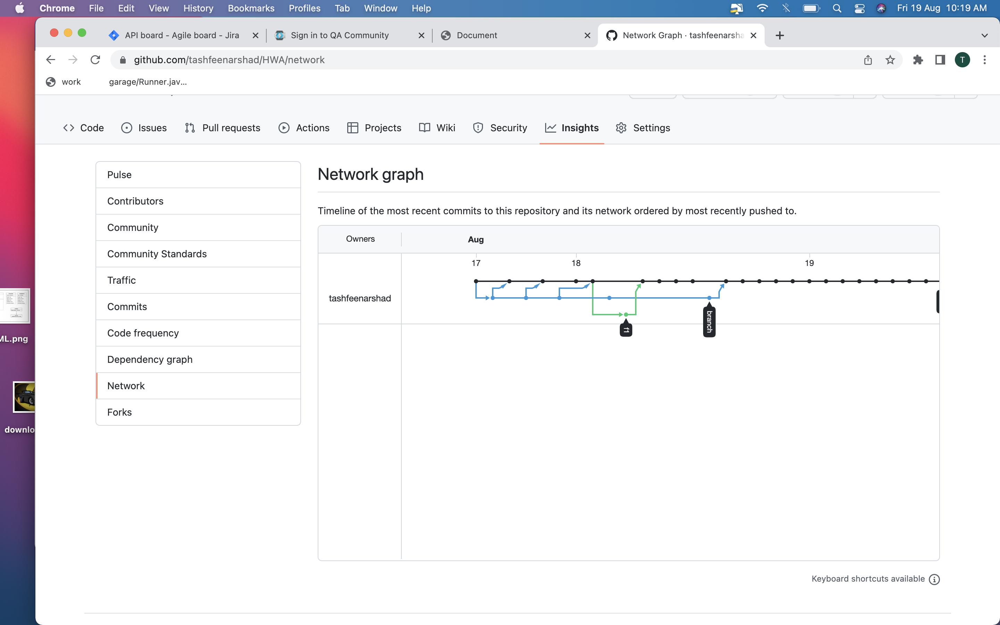 Chrome File Edit View History Bookmarks Profiles Tab Window Help Fri 19 Aug 10:19 AM
API board - Agile board - Jira Sign in to QA Community Document Network Graph · tashfeenarsha
github.com/tashfeenarshad/HWA/network T
work garage/Runner.jav...
Code Issues Pull requests Actions Projects Wiki Security Insights Settings
Pulse
Contributors
Community
Community Standards
Traffic
Commits
Code frequency
Dependency graph
Network
Forks
Network graph
Timeline of the most recent commits to this repository and its network ordered by most recently pushed to.
Owners Aug
17 18 19
tashfeenarshad
f1
branch
Keyboard shortcuts available
ML.png
downlo